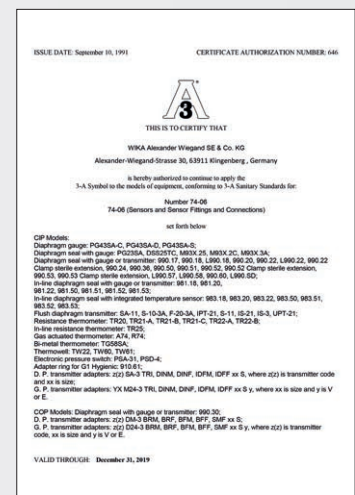 ISSUE DATE: September 10, 1991 CERTIFICATE AUTHORIZATION NUMBER: 646
A
3
®
THIS IS TO CERTIFY THAT
WIKA Alexander Wiegand SE & Co. KG
Alexander-Wiegand-Strasse 30, 63911 Klingenberg , Germany
is hereby authorized to continue to apply the
3-A Symbol to the models of equipment, conforming to 3-A Sanitary Standards for:
Number 74-06
74-06 (Sensors and Sensor Fittings and Connections)
set forth below
CIP Models:
Diaphragm gauge: PG43SA-C, PG43SA-D, PG43SA-S;
Diaphragm seal with gauge or transmitter: PG23SA, DSS25TC, M93X.25, M93X.2C, M93X.3A;
Diaphragm seal with gauge or transmitter: 990.17, 990.18, L990.18, 990.20, 990.22, L990.22, 990.22
Clamp sterile extension, 990.24, 990.36, 990.50, 990.51, 990.52, 990.52 Clamp sterile extension,
990.53, 990.53 Clamp sterile extension, L990.57, L990.58, 990.60, L990.SD;
In-line diaphragm seal with gauge or transmitter: 981.18, 981.20,
981.22, 981.50, 981.51, 981.52, 981.53;
In-line diaphragm seal with integrated temperature sensor: 983.18, 983.20, 983.22, 983.50, 983.51,
983.52, 983.53;
Flush diaphragm transmitter: SA-11, S-10-3A, F-20-3A, IPT-21, S-11, IS-21, IS-3, UPT-21;
Resistance thermometer: TR20, TR21-A, TR21-B, TR21-C, TR22-A, TR22-B;
In-line resistance thermometer: TR25;
Gas actuated thermometer: A74, R74;
Bi-metal thermometer: TG58SA;
Thermowell: TW22, TW60, TW61;
Electronic pressure switch: PSA-31, PSD-4;
Adapter ring for G1 Hygienic: 910.61;
D. P. transmitter adapters: z(z) SA-3 TRI, DINM, DINF, IDFM, IDFF xx S, where z(z) is transmitter code
and xx is size;
G. P. transmitter adapters: YX M24-3 TRI, DINM, DINF, IDFM, IDFF xx S y, where xx is size and y is V
or E.
COP Models: Diaphragm seal with gauge or transmitter: 990.30;
D. P. transmitter adapters: z(z) DM-3 BRM, BRF, BFM, BFF, SMF xx S;
G. P. transmitter adapters: z(z) D24-3 BRM, BRF, BFM, BFF, SMF xx S y, where z(z) is transmitter
code, xx is size and y is V or E.
VALID THROUGH: December 31, 2019